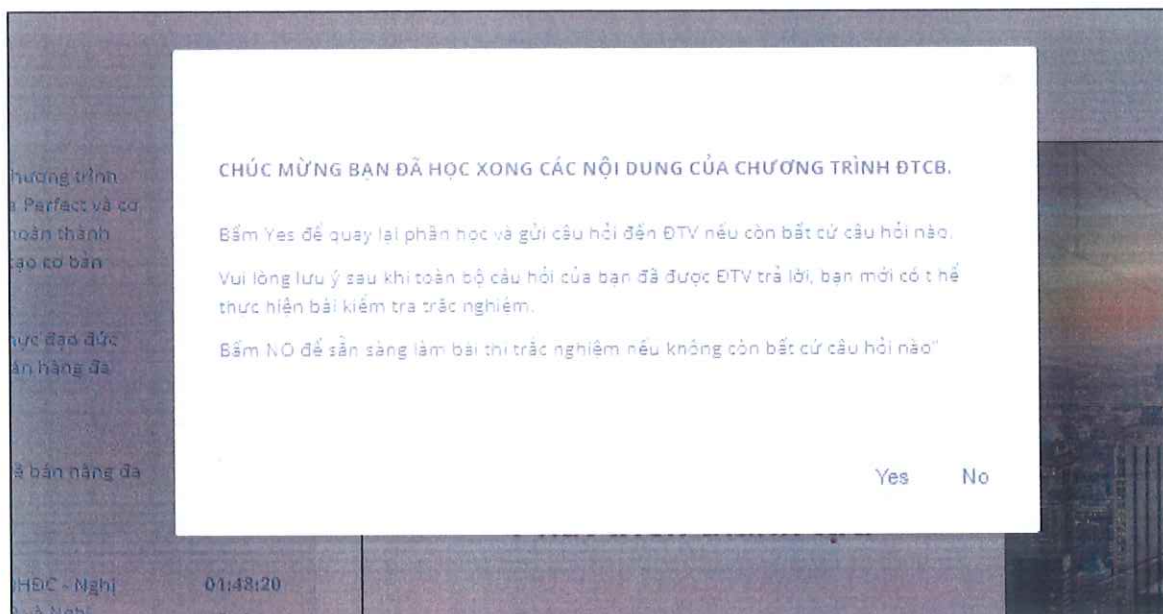 CHÚC MỪNG BẠN ĐÃ HỌC XONG CÁC NỘI DUNG CỦA CHƯƠNG TRÌNH ĐTCB.
Bấm Yes để quay lại phần học và gửi câu hỏi đến ĐTV nếu còn bất cứ câu hỏi nào.
Vui lòng lưu ý sau khi toàn bộ câu hỏi của bạn đã được ĐTV trả lời, bạn mới có t hể
thực hiện bài kiểm tra trắc nghiệm.
Bấm NO để sẵn sàng làm bài thi trắc nghiệm nếu không còn bất cứ câu hỏi nào"
Yes No
trình
Perfect và cơ
hoàn thành
tạo cơ bản
đạo đức
hàng đa
bán hàng đa
HĐC - Nghị 01:48:20
và Nghị